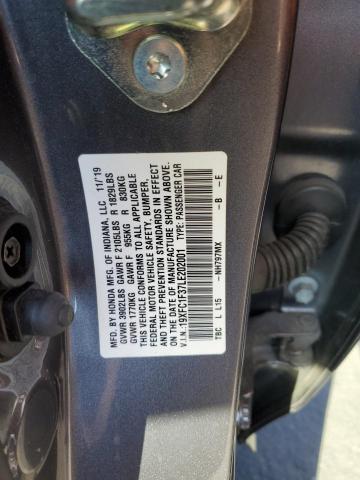 MFD. BY HONDA MFG. OF INDIANA, LLC 11/19
GVWR 3902LBS GAWR F 2105LBS R 1829LBS
GVWR 1770KG GAWR F 955KG R 830KG
THIS VEHICLE CONFORMS TO ALL APPLICABLE
FEDERAL MOTOR VEHICLE SAFETY, BUMPER,
AND THEFT PREVENTION STANDARDS IN EFFECT
ON THE DATE OF MANUFACTURE SHOWN ABOVE.
V.I.N.:19XFC1F37LE202001 TYPE: PASSENGER CAR
TBC L L15 -NH797MX -B -E